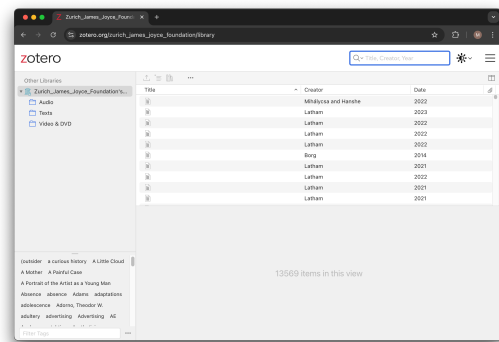 Zurich_James_Joyce_Found
zotero.org/zurich_james_joyce_foundation/library
zotero
Title, Creator, Year
Other Libraries
Zurich_James_Joyce_Foundation's...
Audio
Texts
Video & DVD
Title Creator Date
Mihálycsa and Hanshe 2022
Latham 2023
Latham 2022
Latham 2022
Latham 2022
Borg 2014
Latham 2021
Latham 2022
Latham 2021
Latham 2021
13569 items in this view
(outsider a curious history A Little Cloud
A Mother A Painful Case
A Portrait of the Artist as a Young Man
Absence absence Adams adaptations
adolescence Adorno, Theodor W.
adultery advertising Advertising AE
Filter Tags